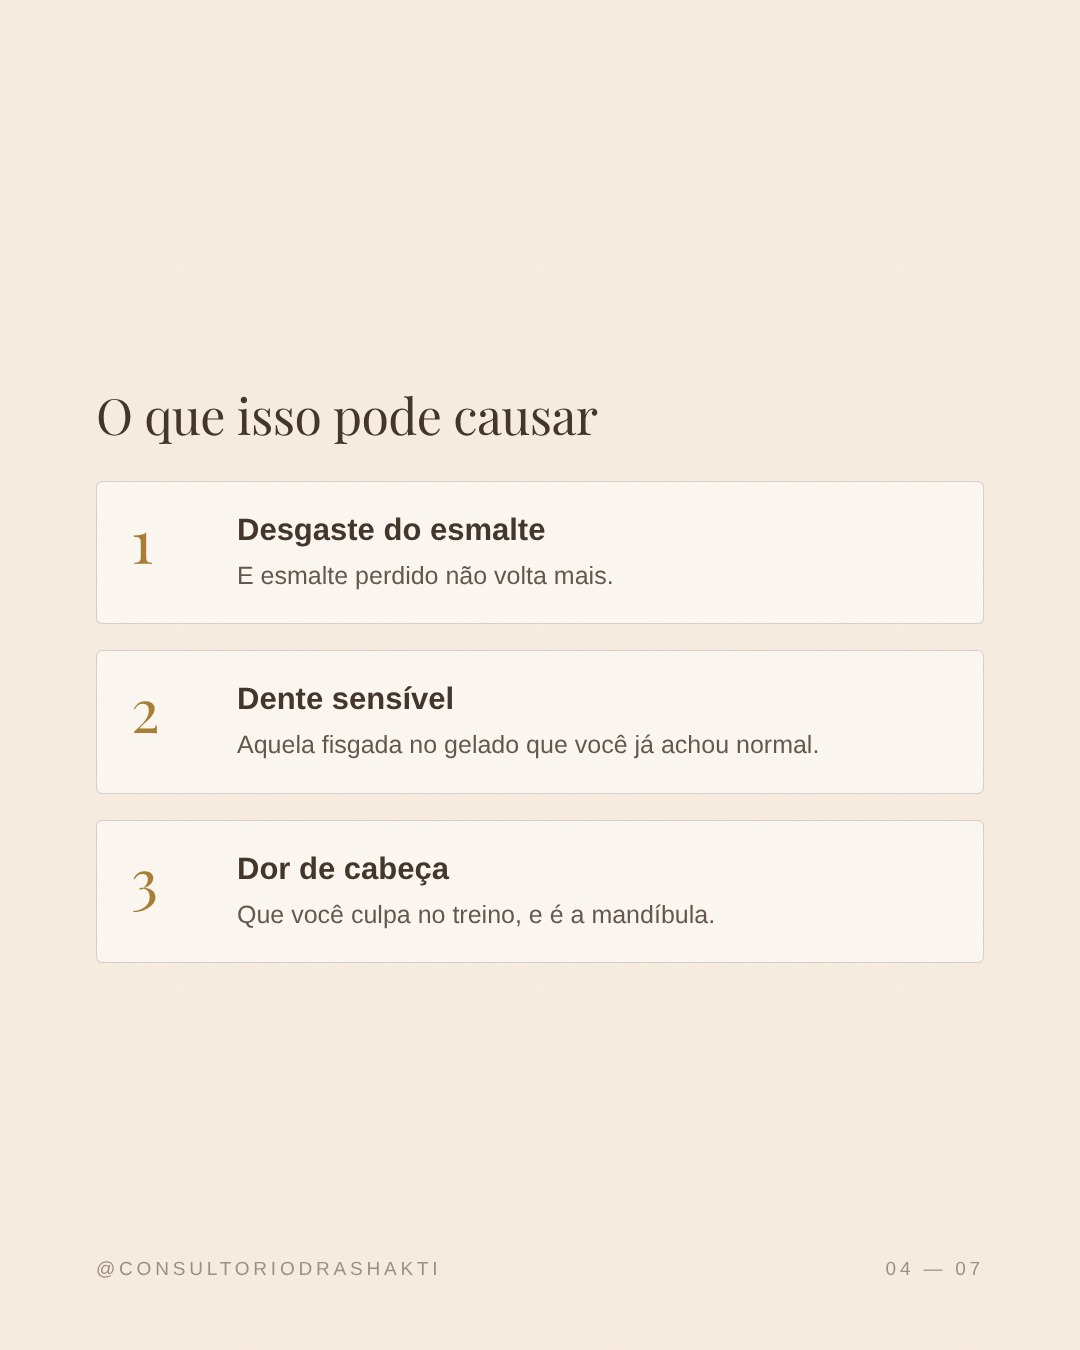 O que isso pode causar
1
Desgaste do esmalte
E esmalte perdido não volta mais.
2
Dente sensível
Aquela fisgada no gelado que você já achou normal.
3
Dor de cabeça
Que você culpa no treino, e é a mandíbula.
@CONSULTORIODRASHAKTI
04 — 07